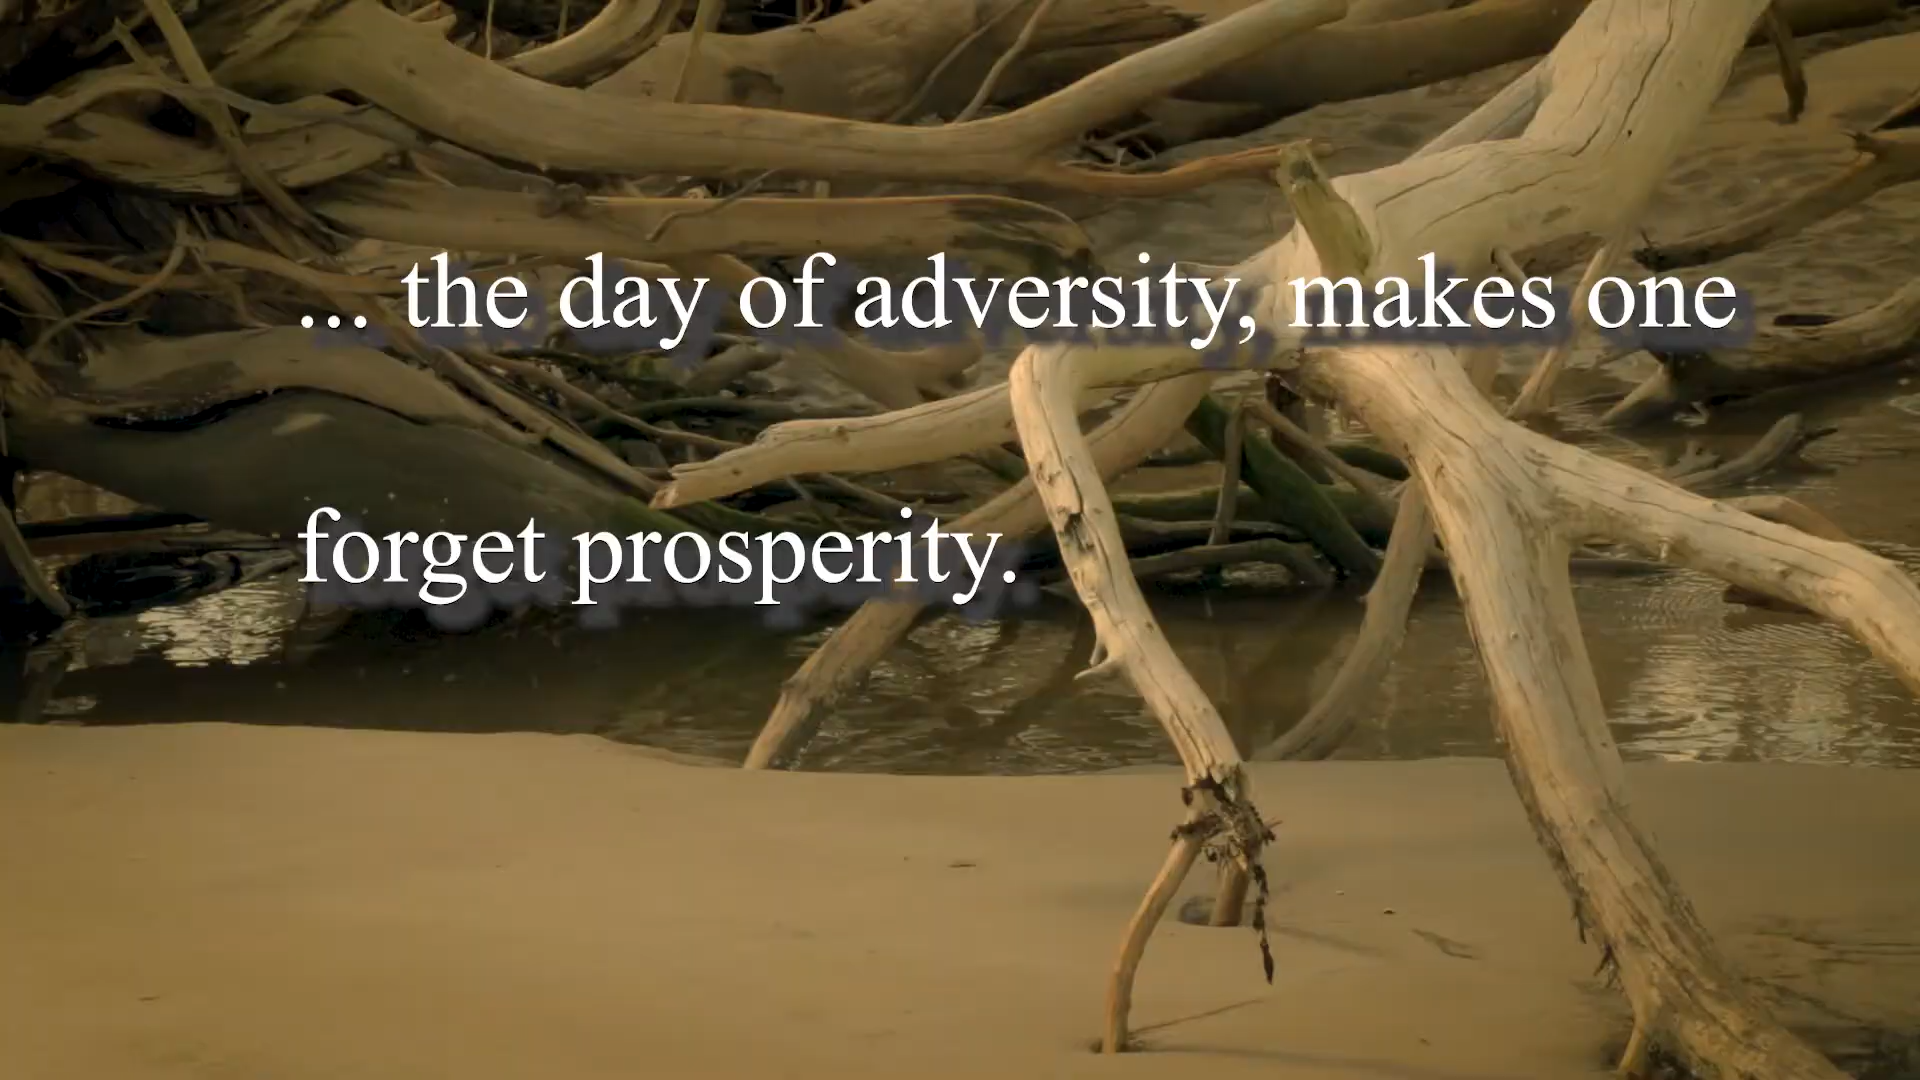 ... the day of adversity, makes one
forget prosperity.